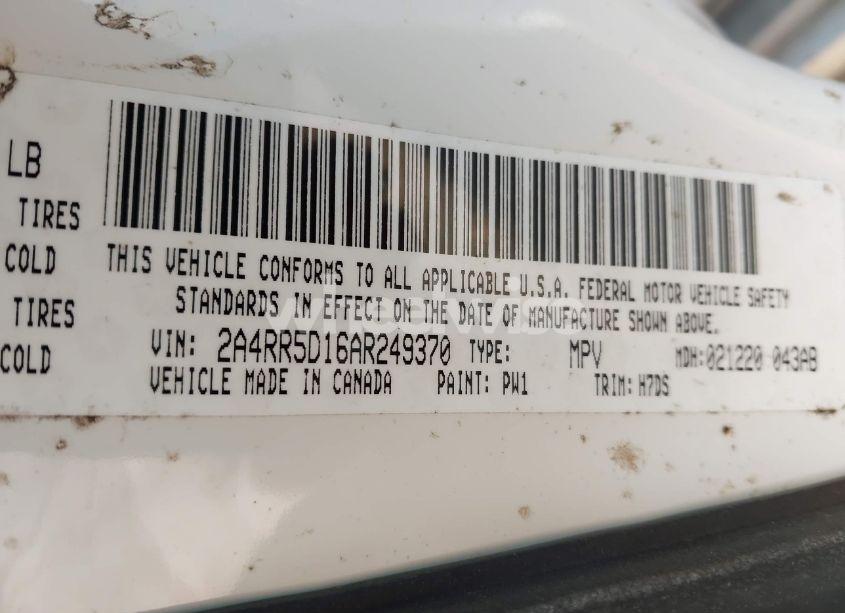 LB
TIRES
COLD
TIRES
COLD
THIS VEHICLE CONFORMS TO ALL APPLICABLE U.S.A. FEDERAL MOTOR VEHICLE SAFETY
STANDARDS IN EFFECT ON THE DATE OF MANUFACTURE SHOWN ABOVE.
VIN: 2A4RR5D16AR249370 TYPE: MPV MDH:021220 043AB
VEHICLE MADE IN CANADA PAINT: PW1 TRIM: H7DS